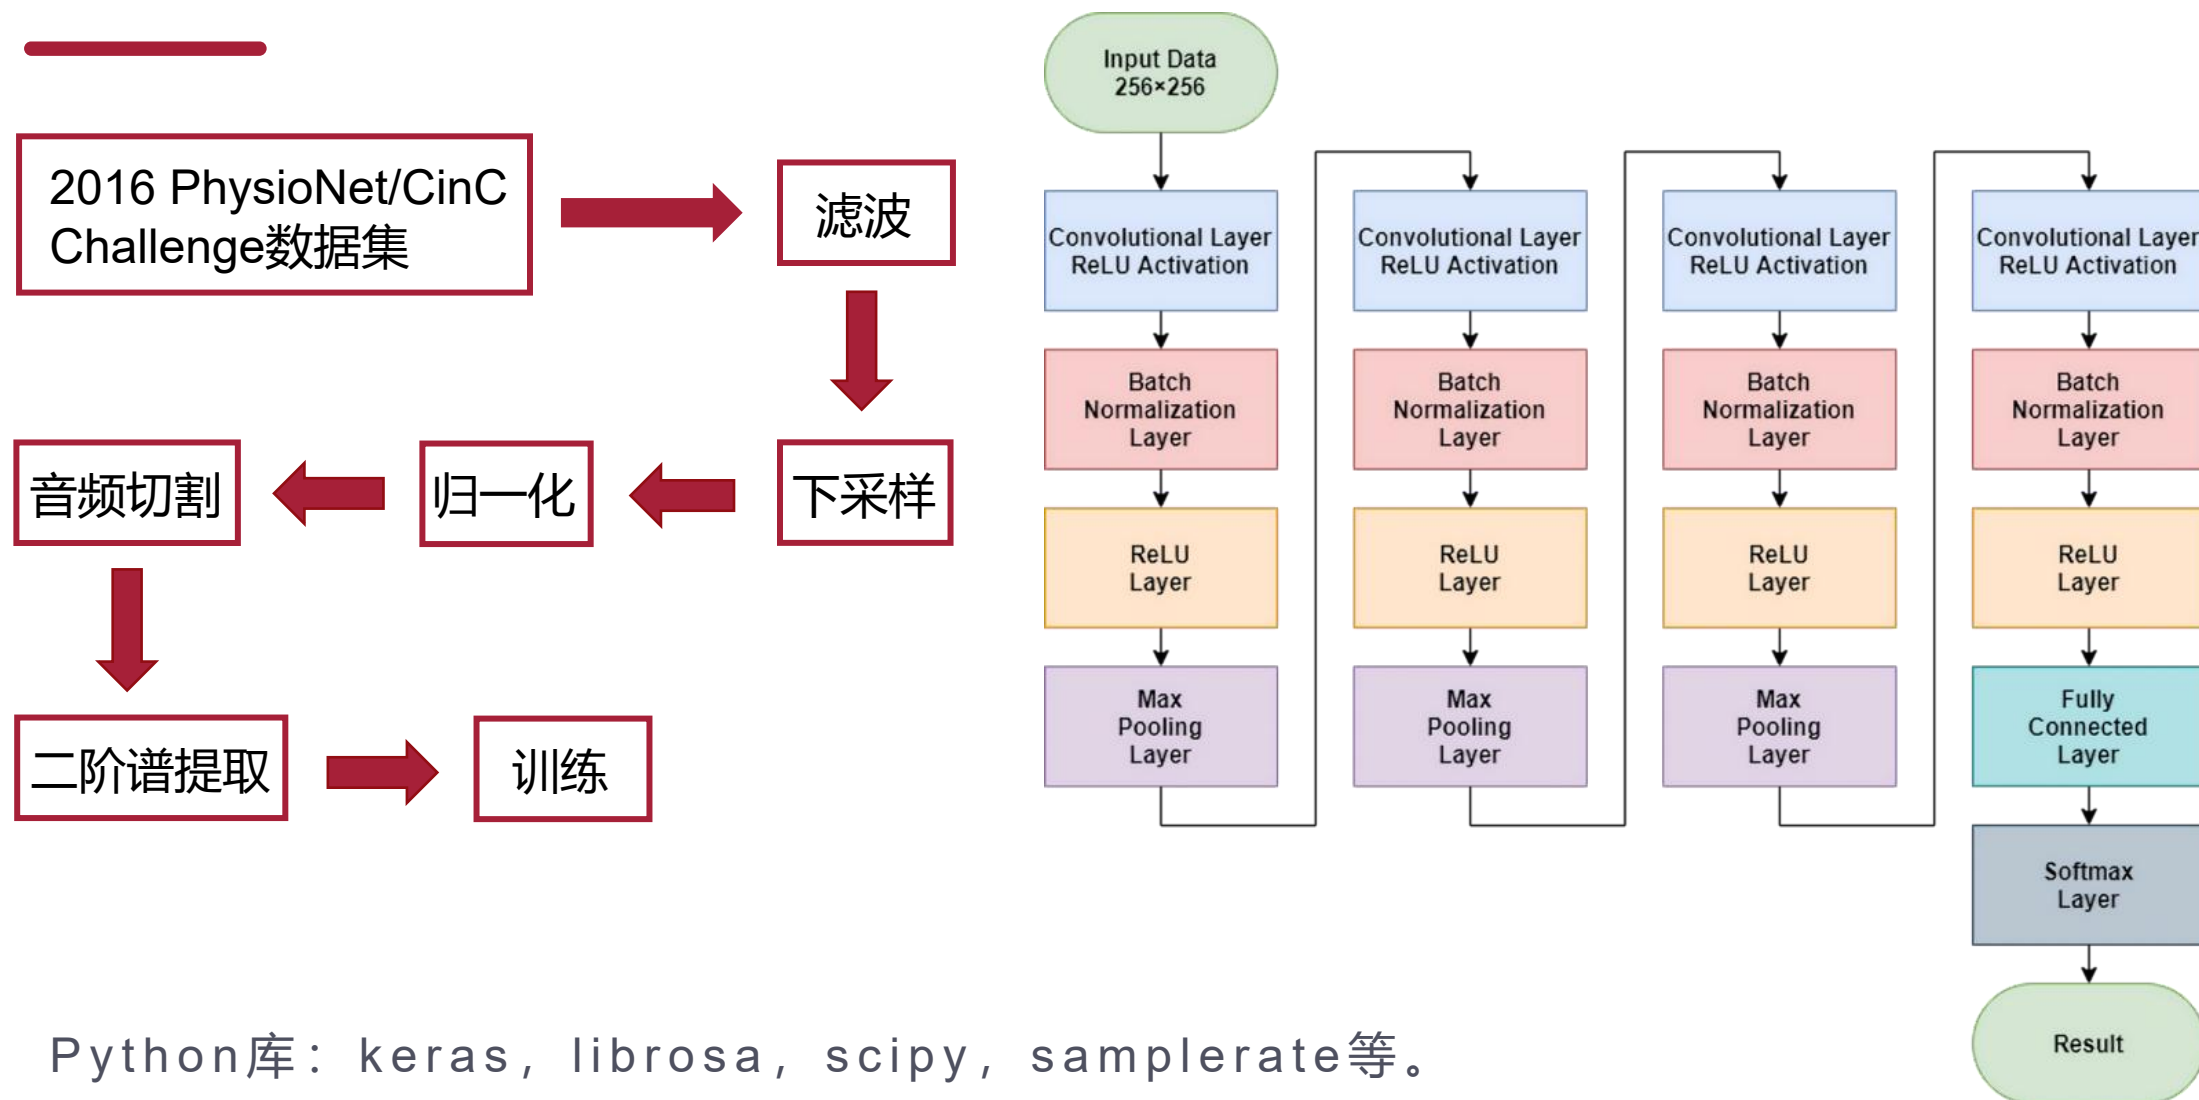 2016 PhysioNet/CinC
Challenge数据集
滤波
下采样
归一化
音频切割
二阶谱提取
训练
Input Data
256×256
Convolutional Layer
ReLU Activation
Batch
Normalization
Layer
ReLU
Layer
Max
Pooling
Layer
Convolutional Layer
ReLU Activation
Batch
Normalization
Layer
ReLU
Layer
Max
Pooling
Layer
Convolutional Layer
ReLU Activation
Batch
Normalization
Layer
ReLU
Layer
Max
Pooling
Layer
Convolutional Layer
ReLU Activation
Batch
Normalization
Layer
ReLU
Layer
Fully
Connected
Layer
Softmax
Layer
Result
Python库：keras，librosa，scipy，samplerate等。